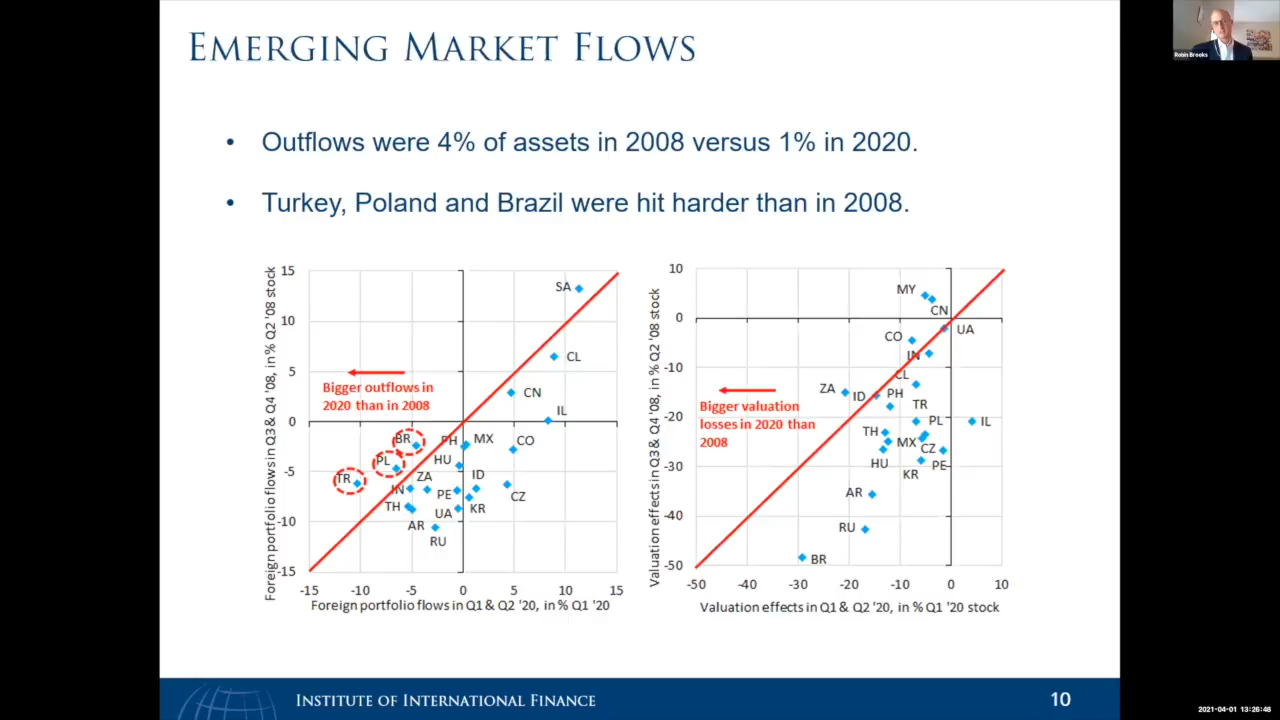 EMERGING MARKET FLOWS
Robin Brooks
• Outflows were 4% of assets in 2008 versus 1% in 2020.
• Turkey, Poland and Brazil were hit harder than in 2008.
Foreign portfolio flows in Q3 & Q4 '08, in % Q2 '08 stock
15
10
5
0
-5
-10
-15
SA
CL
CN
IL
Bigger outflows in
2020 than in 2008
BR
PH
MX
CO
PL
HU
TR
ZA
ID
IN
PE
CZ
TH
UA
KR
AR
RU
-15
-10
-5
0
5
10
15
Foreign portfolio flows in Q1 & Q2 '20, in % Q1 '20
Valuation effects in Q3 & Q4 '08, in % Q2 '08 stock
10
0
-10
-20
-30
-40
-50
MY
CN
UA
CO
IN
CL
ZA
ID
PH
TR
Bigger valuation
losses in 2020 than
2008
PL
IL
TH
MX
CZ
HU
KR
PE
AR
RU
BR
-50
-40
-30
-20
-10
0
10
Valuation effects in Q1 & Q2 '20, in % Q1 '20 stock
INSTITUTE OF INTERNATIONAL FINANCE
10
2021-04-01 13:26:48